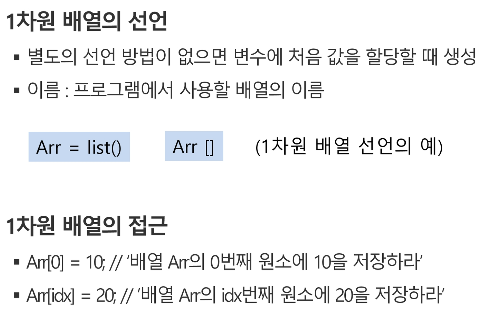 1차원 배열의 선언
▪ 별도의 선언 방법이 없으면 변수에 처음 값을 할당할 때 생성
▪ 이름 : 프로그램에서 사용할 배열의 이름
Arr = list() Arr [] (1차원 배열 선언의 예)
1차원 배열의 접근
▪ Arr[0] = 10; // ‘배열 Arr의 0번째 원소에 10을 저장하라’
▪ Arr[idx] = 20; // ‘배열 Arr의 idx번째 원소에 20을 저장하라’